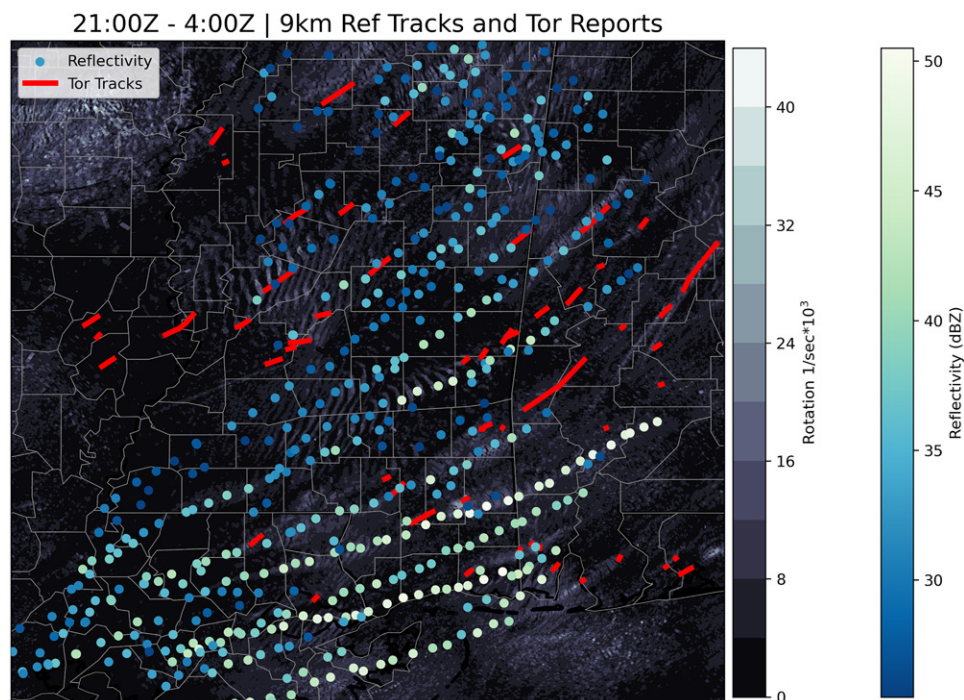 21:00Z - 4:00Z | 9km Ref Tracks and Tor Reports
Reflectivity
Tor Tracks
40
32
24
16
8
0
Rotation 1/sec*10³
50
45
40
35
30
Reflectivity (dBZ)